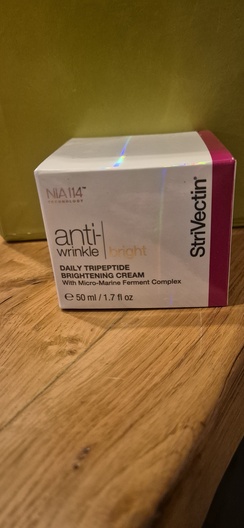 NIA114™
TECHNOLOGY
anti-
wrinkle bright
DAILY TRIPEPTIDE
BRIGHTENING CREAM
With Micro-Marine Ferment Complex
℮ 50 ml / 1.7 fl oz
StriVectin®